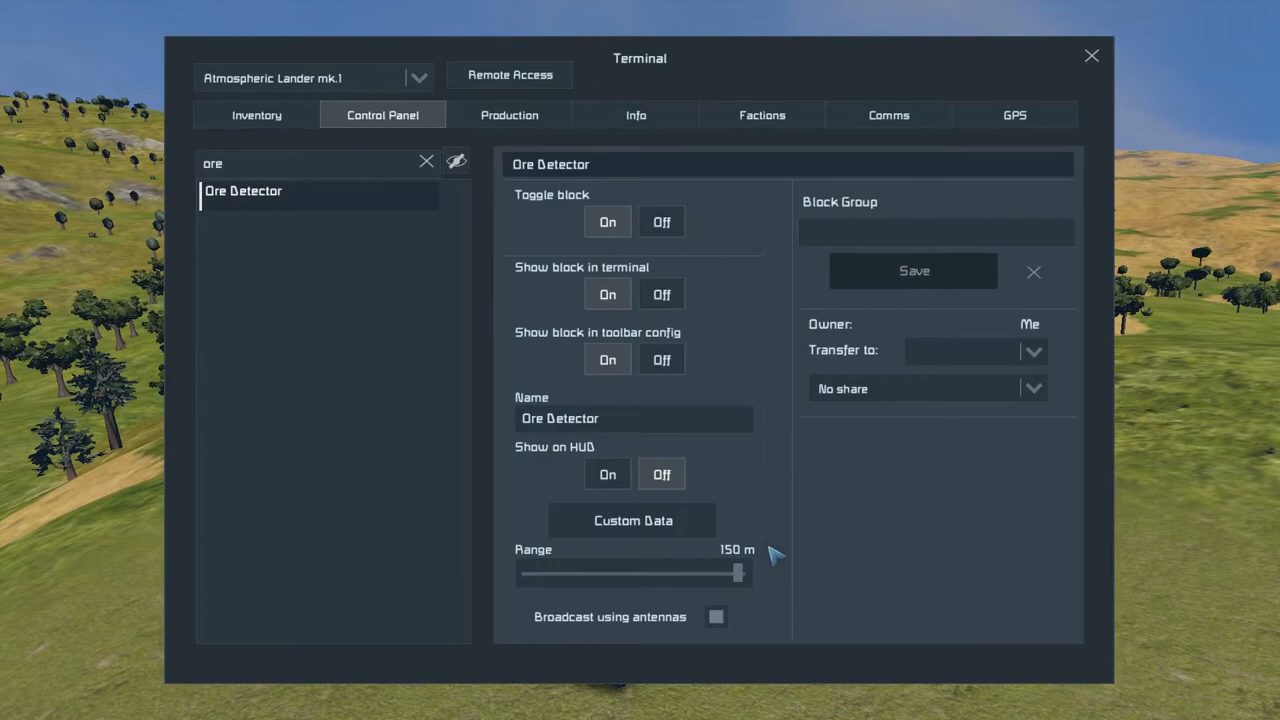 Terminal
Atmospheric Lander mk.1
Remote Access
Inventory
Control Panel
Production
Info
Factions
Comms
GPS
ore
Ore Detector
Ore Detector
Toggle block
On Off
Show block in terminal
On Off
Show block in toolbar config
On Off
Name
Ore Detector
Show on HUD
On Off
Custom Data
Range 150 m
Broadcast using antennas
Block Group
Save
Owner: Me
Transfer to:
No share